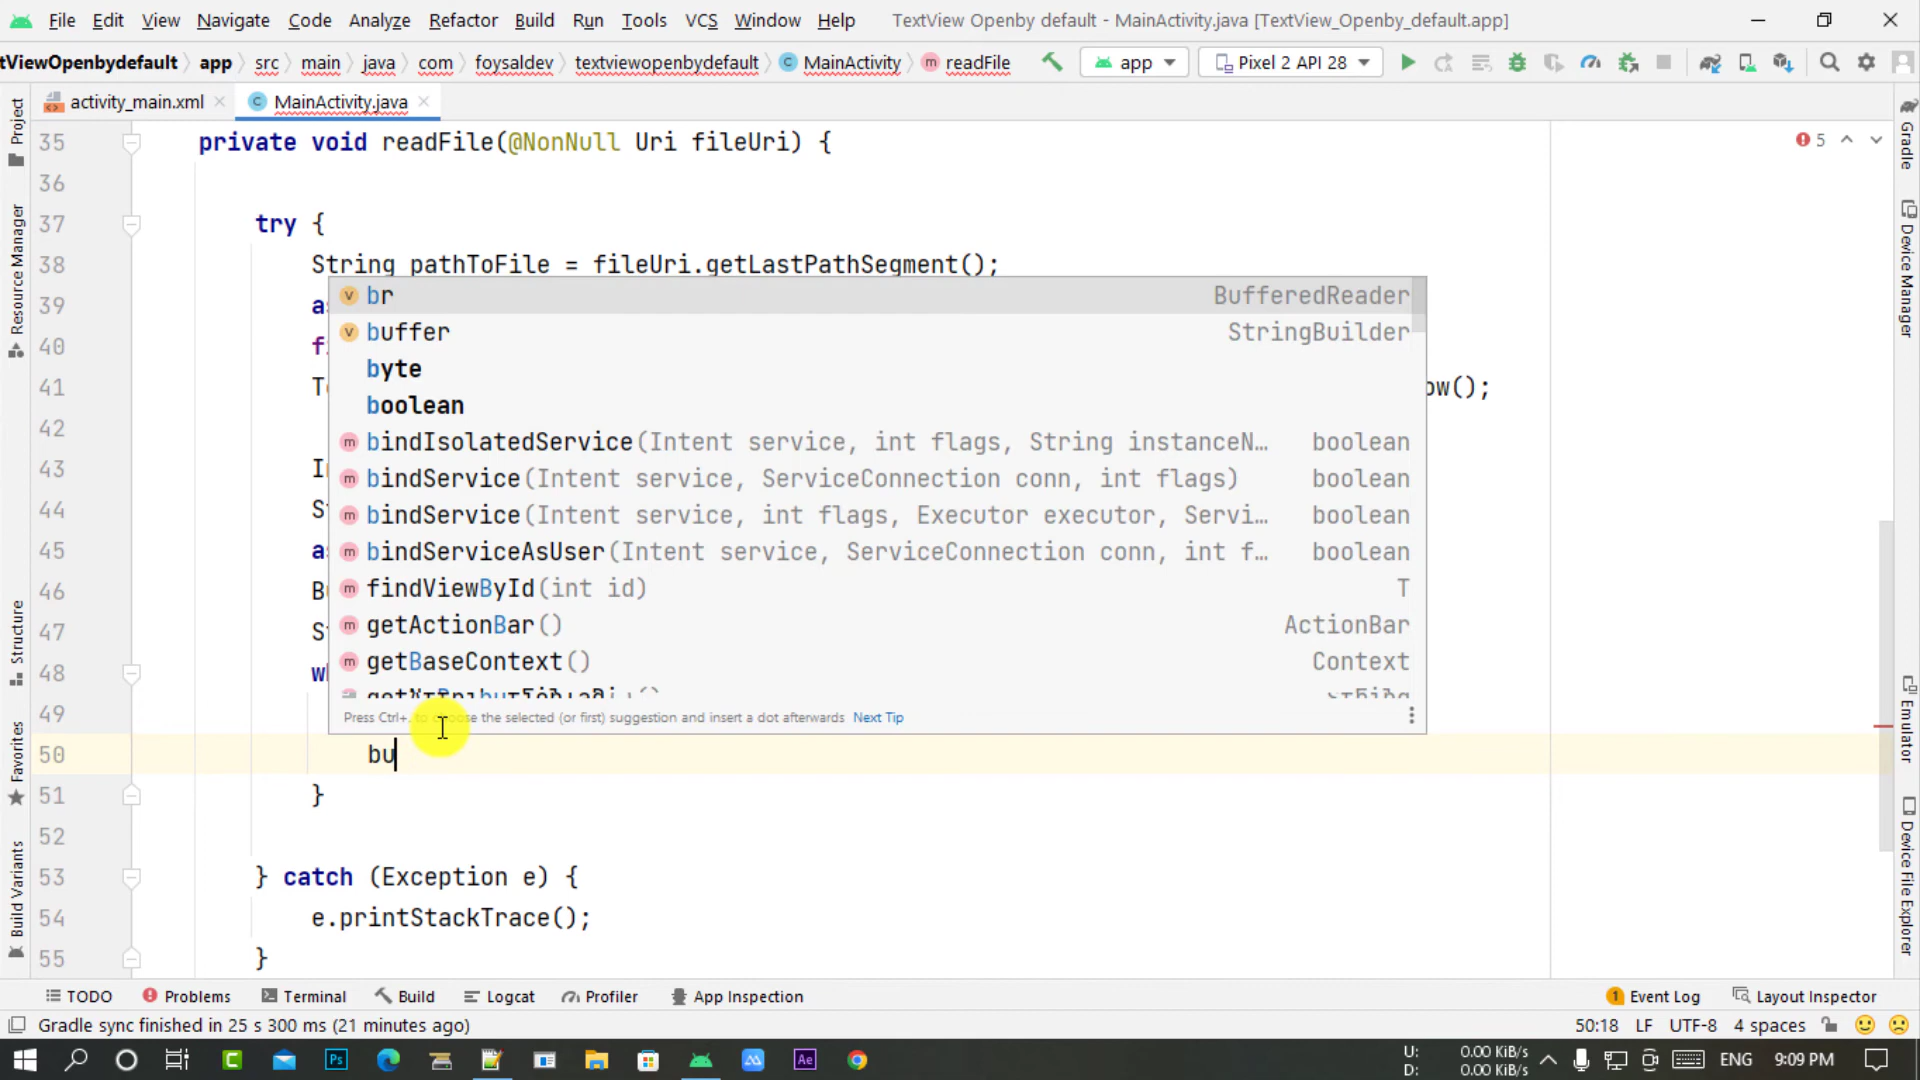 File Edit View Navigate Code Analyze Refactor Build Run Tools VCS Window Help TextView Openby default - MainActivity.java [TextView_Openby_default.app]
tViewOpenbydefault app src main java com foysaldev textviewopenbydefault MainActivity readFile app Pixel 2 API 28
activity_main.xml MainActivity.java
35 private void readFile(@NonNull Uri fileUri) { 5
36
37 try {
38 String pathToFile = fileUri.getLastPathSegment();
39 as
br BufferedReader
40
buffer StringBuilder
byte
41 ow();
boolean
42
bindIsolatedService(Intent service, int flags, String instanceN… boolean
43
bindService(Intent service, ServiceConnection conn, int flags) boolean
44
bindService(Intent service, int flags, Executor executor, Servi… boolean
45 as
bindServiceAsUser(Intent service, ServiceConnection conn, int f… boolean
46
findViewById(int id) T
47
getActionBar() ActionBar
getBaseContext() Context
48
49
Press Ctrl+. to choose the selected (or first) suggestion and insert a dot afterwards Next Tip
50 bu
51 }
52
53 } catch (Exception e) {
54 e.printStackTrace();
55 }
Project
Resource Manager
Structure
Favorites
Build Variants
Gradle
Device Manager
Emulator
Device File Explorer
TODO Problems Terminal Build Logcat Profiler App Inspection 1 Event Log Layout Inspector
Gradle sync finished in 25 s 300 ms (21 minutes ago) 50:18 LF UTF-8 4 spaces
U: 0.00 KiB/s
D: 0.00 KiB/s
ENG 9:09 PM